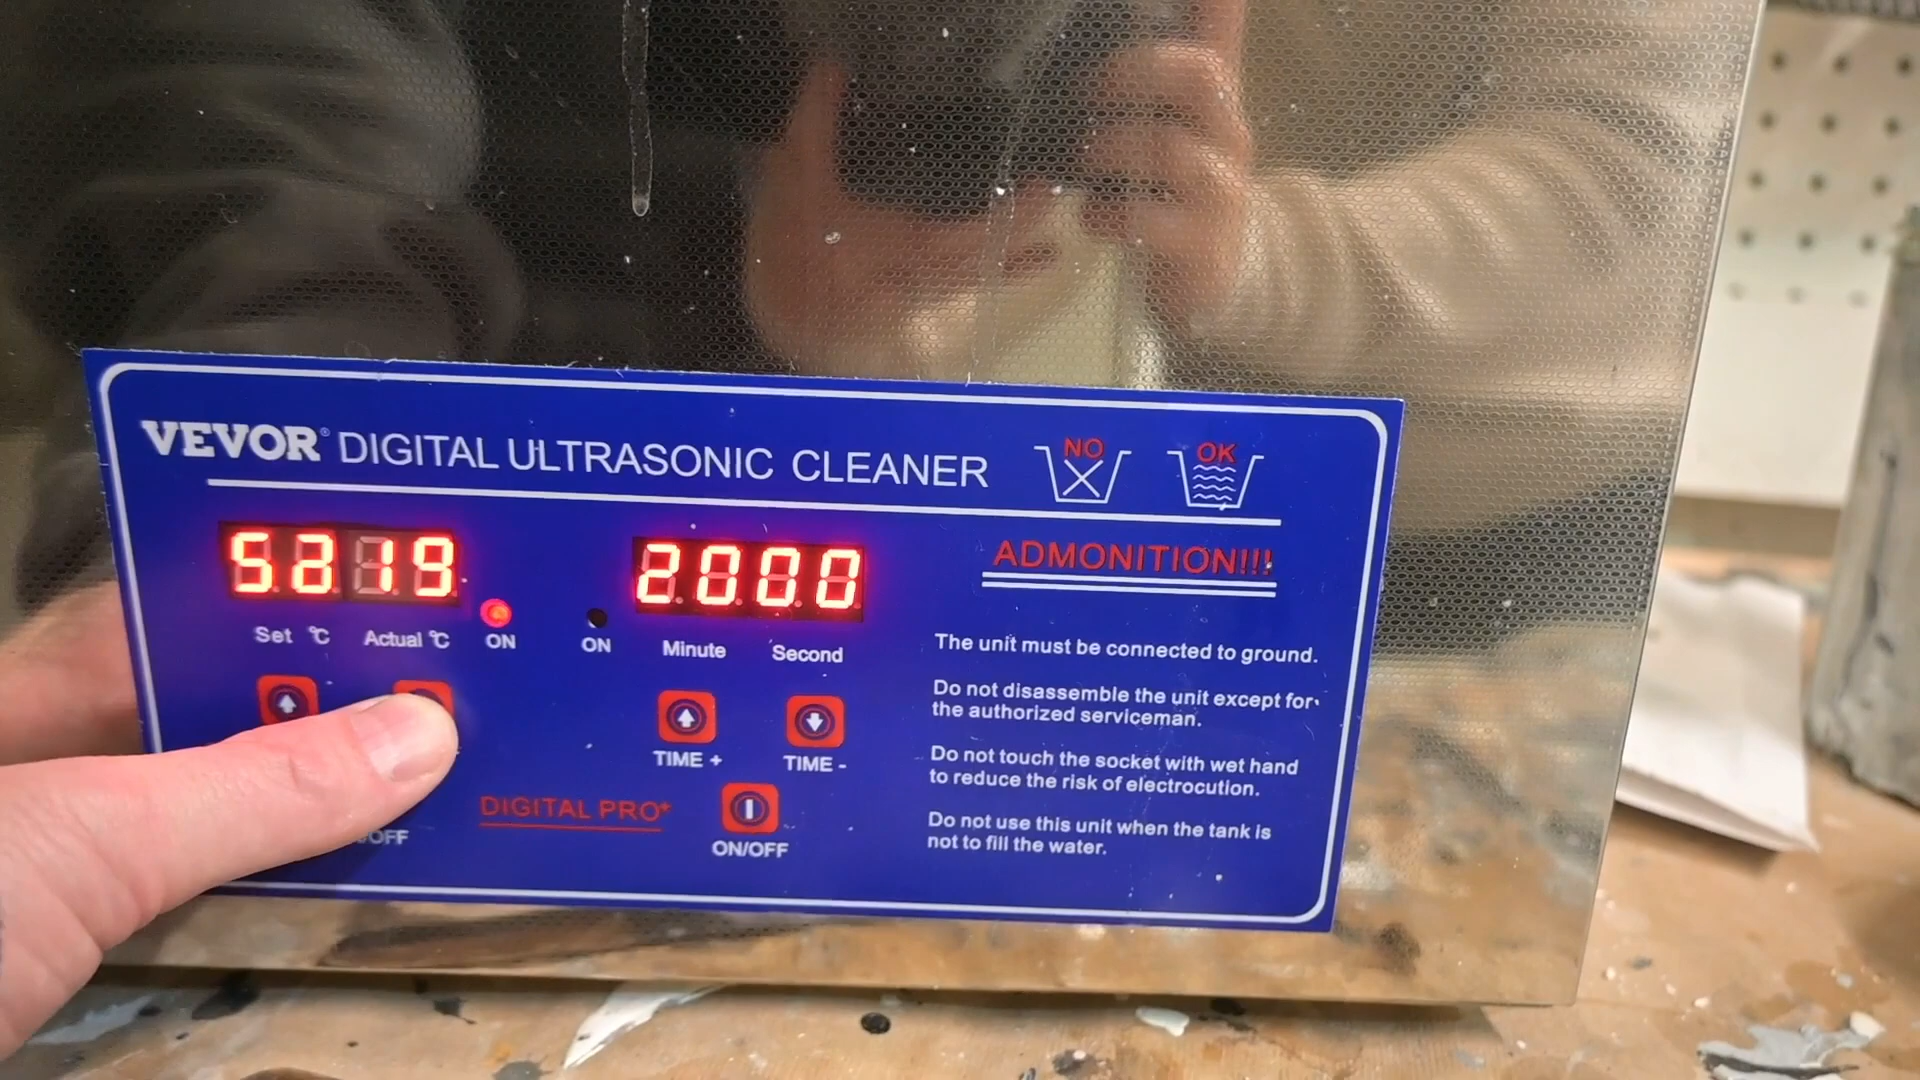 VEVOR® DIGITAL ULTRASONIC CLEANER
NO
OK
19
2000
ADMONITION!!!
Set °C
Actual °C
ON
ON
Minute
Second
The unit must be connected to ground.
Do not disassemble the unit except for
the authorized serviceman.
Do not touch the socket with wet hand
to reduce the risk of electrocution.
Do not use this unit when the tank is
not to fill the water.
TIME +
TIME -
DIGITAL PRO+
/OFF
ON/OFF